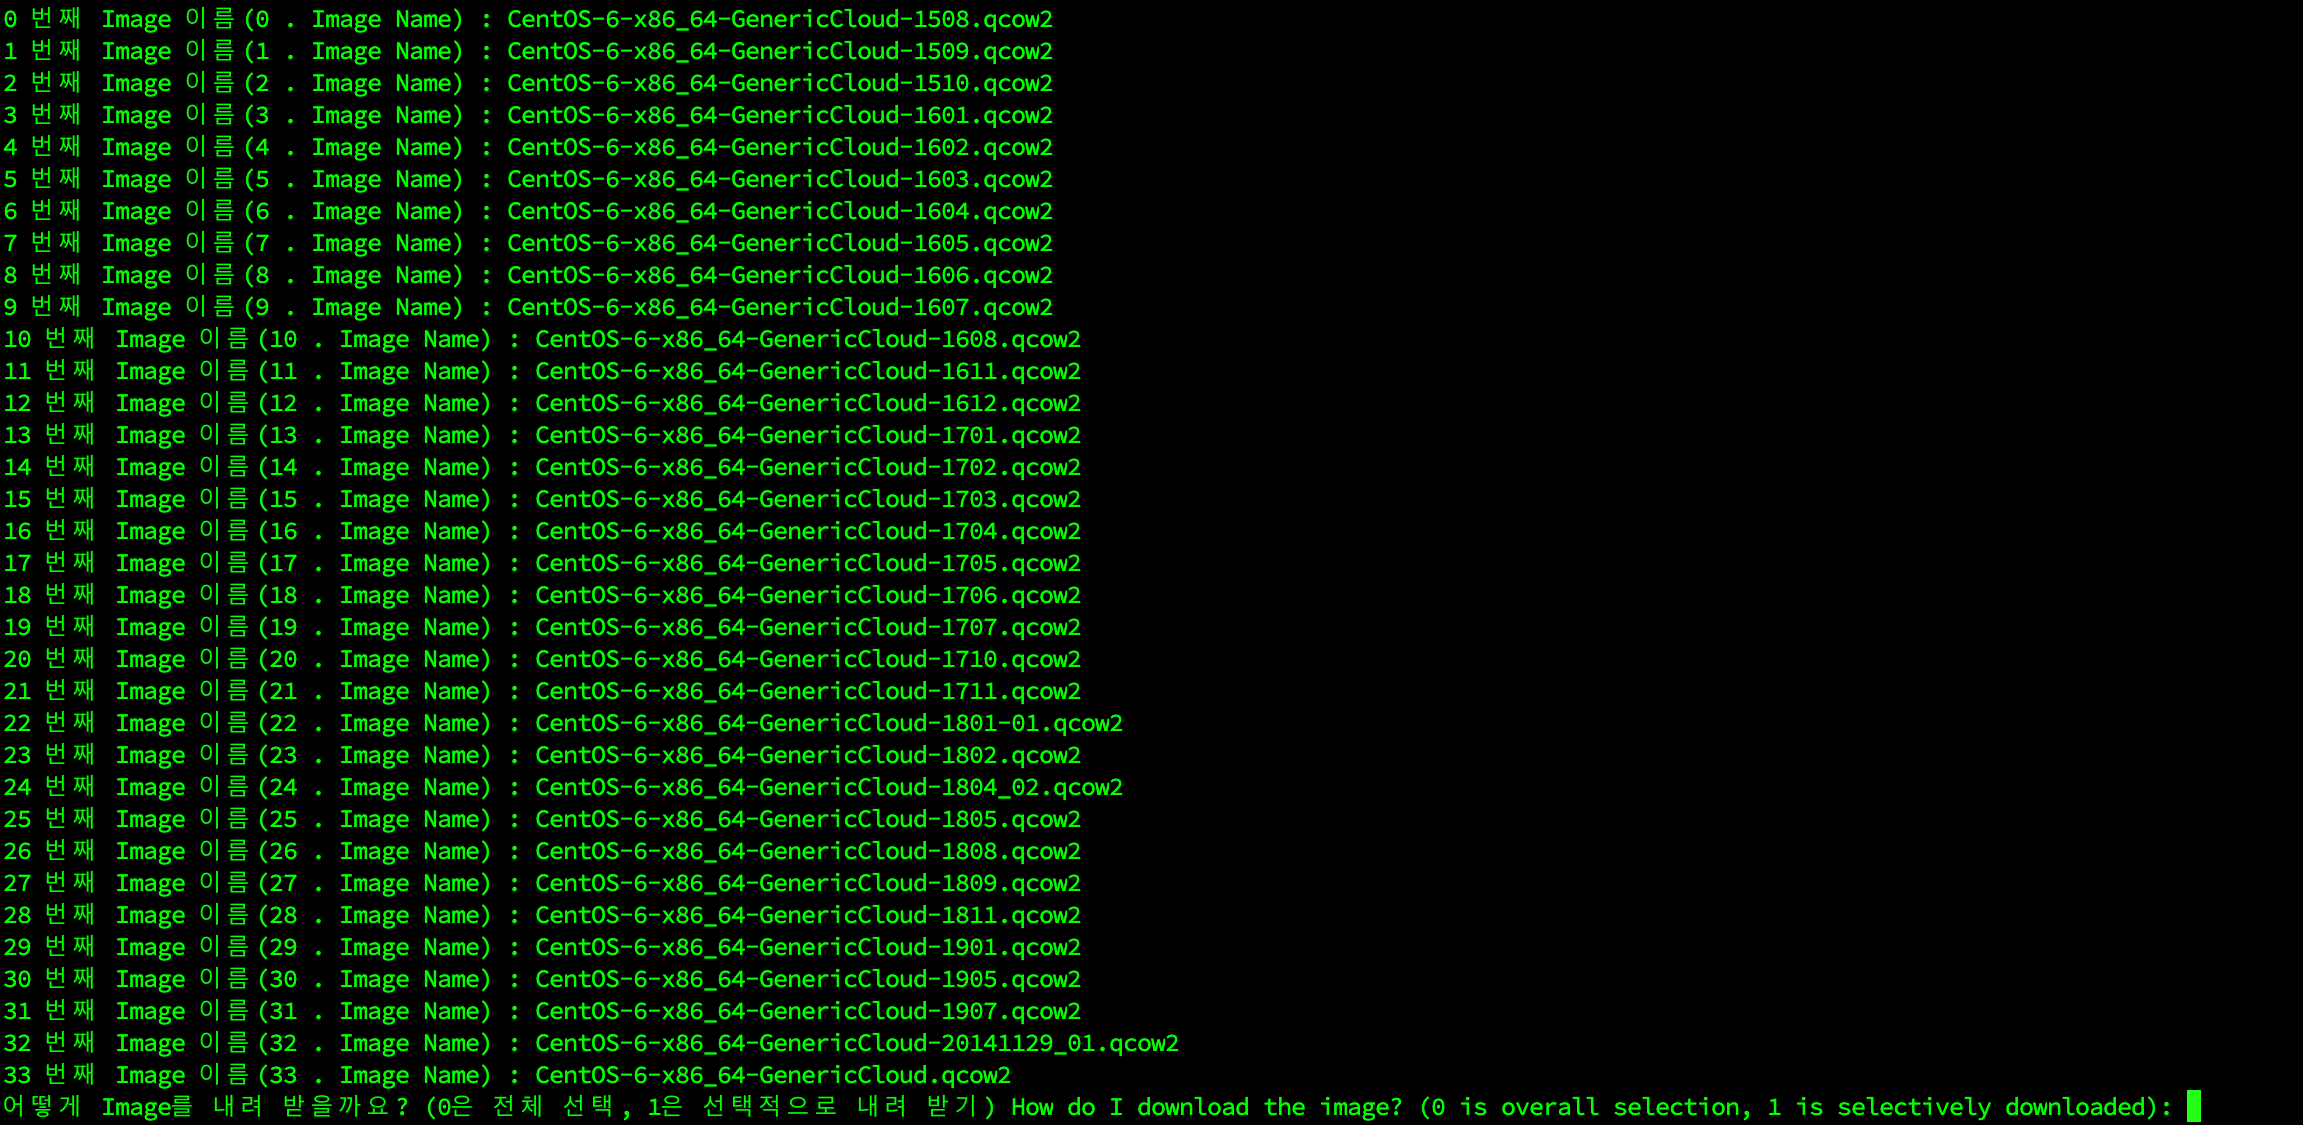 0 번째 Image 이름(0 . Image Name) : CentOS-6-x86_64-GenericCloud-1508.qcow2
1 번째 Image 이름(1 . Image Name) : CentOS-6-x86_64-GenericCloud-1509.qcow2
2 번째 Image 이름(2 . Image Name) : CentOS-6-x86_64-GenericCloud-1510.qcow2
3 번째 Image 이름(3 . Image Name) : CentOS-6-x86_64-GenericCloud-1601.qcow2
4 번째 Image 이름(4 . Image Name) : CentOS-6-x86_64-GenericCloud-1602.qcow2
5 번째 Image 이름(5 . Image Name) : CentOS-6-x86_64-GenericCloud-1603.qcow2
6 번째 Image 이름(6 . Image Name) : CentOS-6-x86_64-GenericCloud-1604.qcow2
7 번째 Image 이름(7 . Image Name) : CentOS-6-x86_64-GenericCloud-1605.qcow2
8 번째 Image 이름(8 . Image Name) : CentOS-6-x86_64-GenericCloud-1606.qcow2
9 번째 Image 이름(9 . Image Name) : CentOS-6-x86_64-GenericCloud-1607.qcow2
10 번째 Image 이름(10 . Image Name) : CentOS-6-x86_64-GenericCloud-1608.qcow2
11 번째 Image 이름(11 . Image Name) : CentOS-6-x86_64-GenericCloud-1611.qcow2
12 번째 Image 이름(12 . Image Name) : CentOS-6-x86_64-GenericCloud-1612.qcow2
13 번째 Image 이름(13 . Image Name) : CentOS-6-x86_64-GenericCloud-1701.qcow2
14 번째 Image 이름(14 . Image Name) : CentOS-6-x86_64-GenericCloud-1702.qcow2
15 번째 Image 이름(15 . Image Name) : CentOS-6-x86_64-GenericCloud-1703.qcow2
16 번째 Image 이름(16 . Image Name) : CentOS-6-x86_64-GenericCloud-1704.qcow2
17 번째 Image 이름(17 . Image Name) : CentOS-6-x86_64-GenericCloud-1705.qcow2
18 번째 Image 이름(18 . Image Name) : CentOS-6-x86_64-GenericCloud-1706.qcow2
19 번째 Image 이름(19 . Image Name) : CentOS-6-x86_64-GenericCloud-1707.qcow2
20 번째 Image 이름(20 . Image Name) : CentOS-6-x86_64-GenericCloud-1710.qcow2
21 번째 Image 이름(21 . Image Name) : CentOS-6-x86_64-GenericCloud-1711.qcow2
22 번째 Image 이름(22 . Image Name) : CentOS-6-x86_64-GenericCloud-1801-01.qcow2
23 번째 Image 이름(23 . Image Name) : CentOS-6-x86_64-GenericCloud-1802.qcow2
24 번째 Image 이름(24 . Image Name) : CentOS-6-x86_64-GenericCloud-1804_02.qcow2
25 번째 Image 이름(25 . Image Name) : CentOS-6-x86_64-GenericCloud-1805.qcow2
26 번째 Image 이름(26 . Image Name) : CentOS-6-x86_64-GenericCloud-1808.qcow2
27 번째 Image 이름(27 . Image Name) : CentOS-6-x86_64-GenericCloud-1809.qcow2
28 번째 Image 이름(28 . Image Name) : CentOS-6-x86_64-GenericCloud-1811.qcow2
29 번째 Image 이름(29 . Image Name) : CentOS-6-x86_64-GenericCloud-1901.qcow2
30 번째 Image 이름(30 . Image Name) : CentOS-6-x86_64-GenericCloud-1905.qcow2
31 번째 Image 이름(31 . Image Name) : CentOS-6-x86_64-GenericCloud-1907.qcow2
32 번째 Image 이름(32 . Image Name) : CentOS-6-x86_64-GenericCloud-20141129_01.qcow2
33 번째 Image 이름(33 . Image Name) : CentOS-6-x86_64-GenericCloud.qcow2
어떻게 Image를 내려 받을까요? (0은 전체 선택, 1은 선택적으로 내려 받기) How do I download the image? (0 is overall selection, 1 is selectively downloaded):